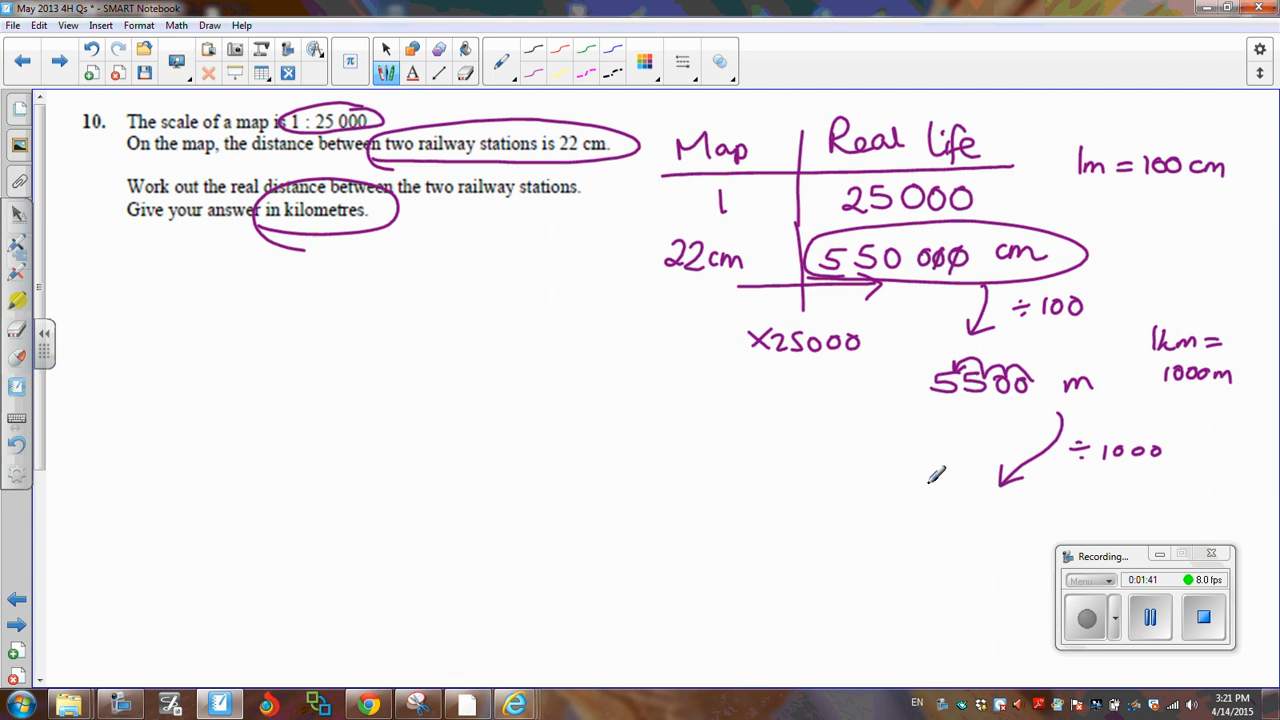 May 2013 4H Qs * - SMART Notebook
File Edit View Insert Format Math Draw Help
10. The scale of a map is 1 : 25 000
On the map, the distance between two railway stations is 22 cm.
Work out the real distance between the two railway stations.
Give your answer in kilometres.
Map Real life
1m = 100 cm
1 25000
22cm 550 000 cm
÷100
×25000
1km =
1000m
5500 m
÷1000
Recording...
Menu 0:01:41 8.0 fps
EN
3:21 PM
4/14/2015